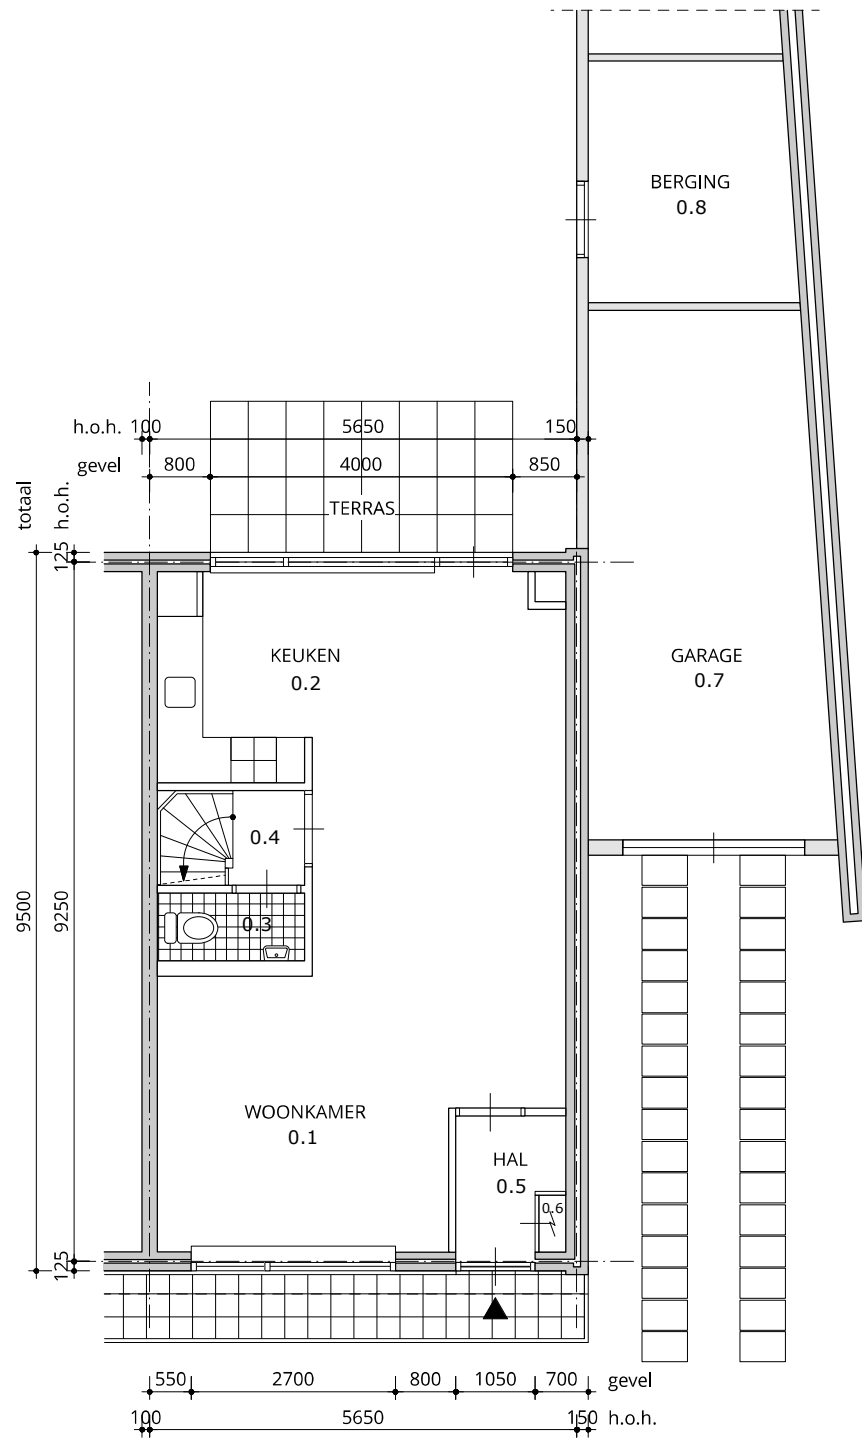 BERGING
0.8
h.o.h. 100 5650 150
gevel 800 4000 850
TERRAS
totaal
h.o.h.
125
KEUKEN
0.2
GARAGE
0.7
0.4
0.3
9500
9250
WOONKAMER
0.1
HAL
0.5
0.6
125
550 2700 800 1050 700 gevel
100 5650 150 h.o.h.